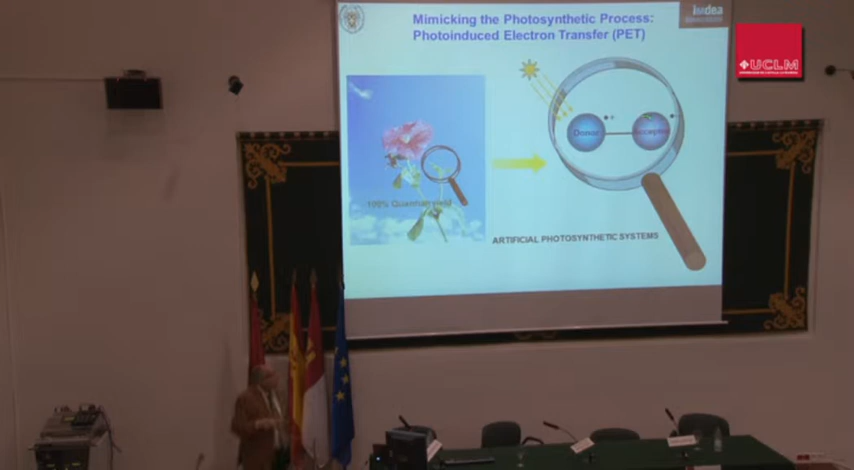 Mimicking the Photosynthetic Process:
Photoinduced Electron Transfer (PET)
imdea
UCLM
Donor
Acceptor
100% Quantum yield
ARTIFICIAL PHOTOSYNTHETIC SYSTEMS